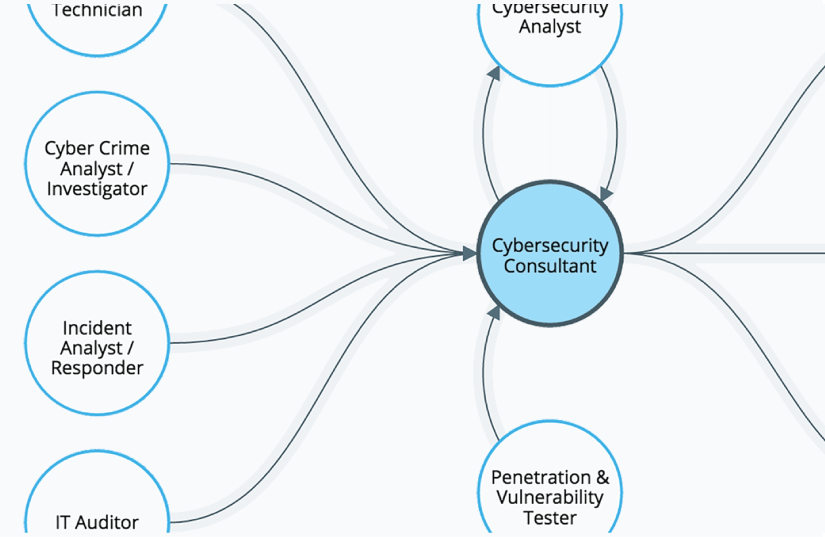 Technician
Cyber Crime
Analyst /
Investigator
Incident
Analyst /
Responder
IT Auditor
Cybersecurity
Analyst
Cybersecurity
Consultant
Penetration &
Vulnerability
Tester